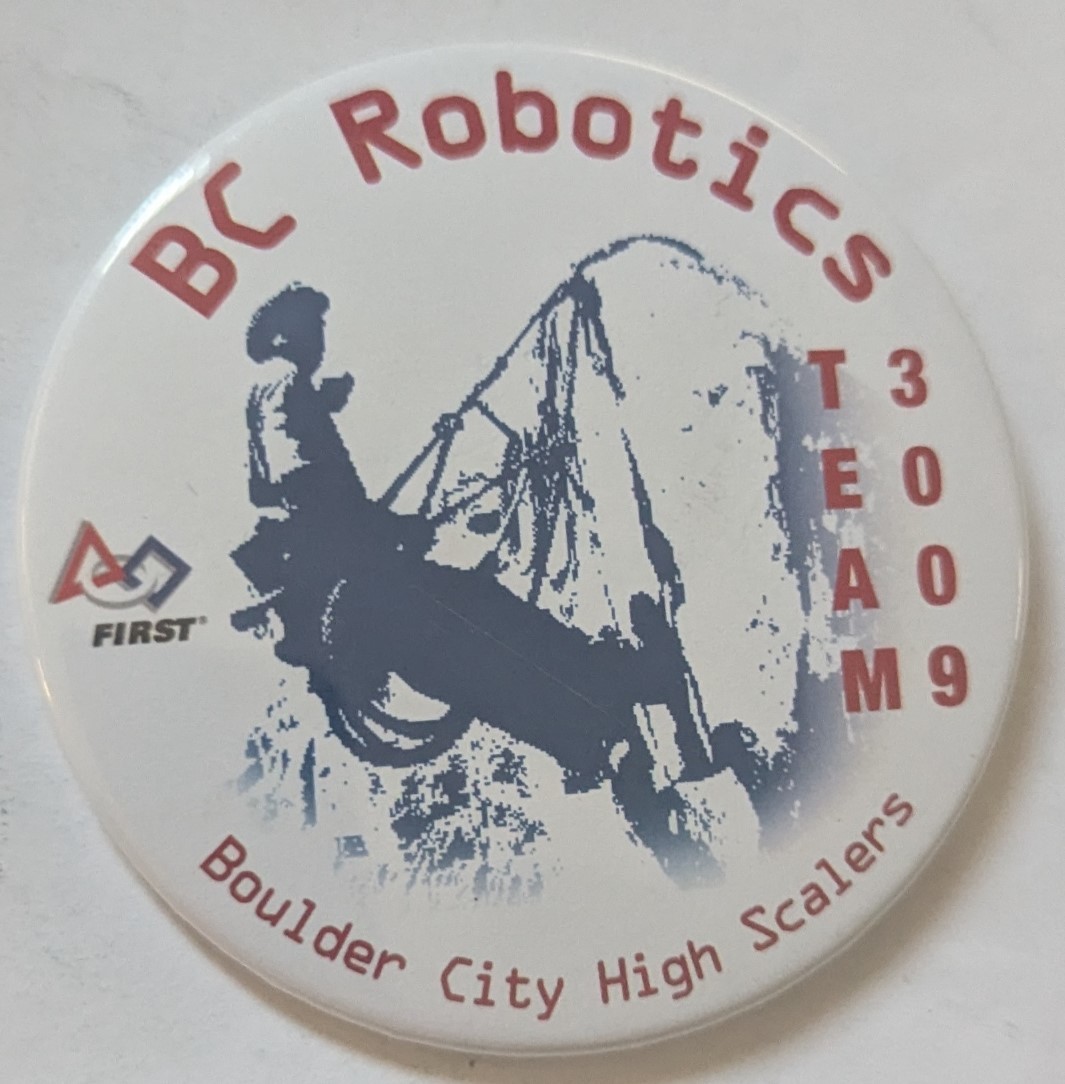 BC Robotics
TEAM 3009
FIRST®
Boulder City High Scalers